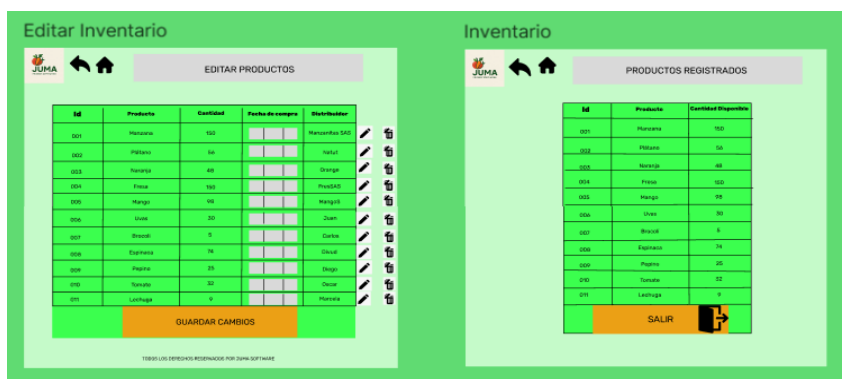 Editar Inventario
JUMA
EDITAR PRODUCTOS
Id Producto Cantidad Fecha de compra Distribuidor
001 Manzana 150 Manzanitas SAS
002 Plátano 56 Natut
003 Naranja 48 Orange
004 Fresa 150 FresSAS
005 Mango 98 MangoS
006 Uvas 30 Juan
007 Brocoli 5 Carlos
008 Espinaca 74 David
009 Pepino 25 Diego
010 Tomate 32 Oscar
011 Lechuga 9 Marcela
GUARDAR CAMBIOS
TODOS LOS DERECHOS RESERVADOS POR JUMA SOFTWARE
Inventario
JUMA
PRODUCTOS REGISTRADOS
Id Producto Cantidad Disponible
001 Manzana 150
002 Plátano 56
003 Naranja 48
004 Fresa 150
005 Mango 98
006 Uvas 30
007 Brocoli 5
008 Espinaca 74
009 Pepino 25
010 Tomate 32
011 Lechuga 9
SALIR